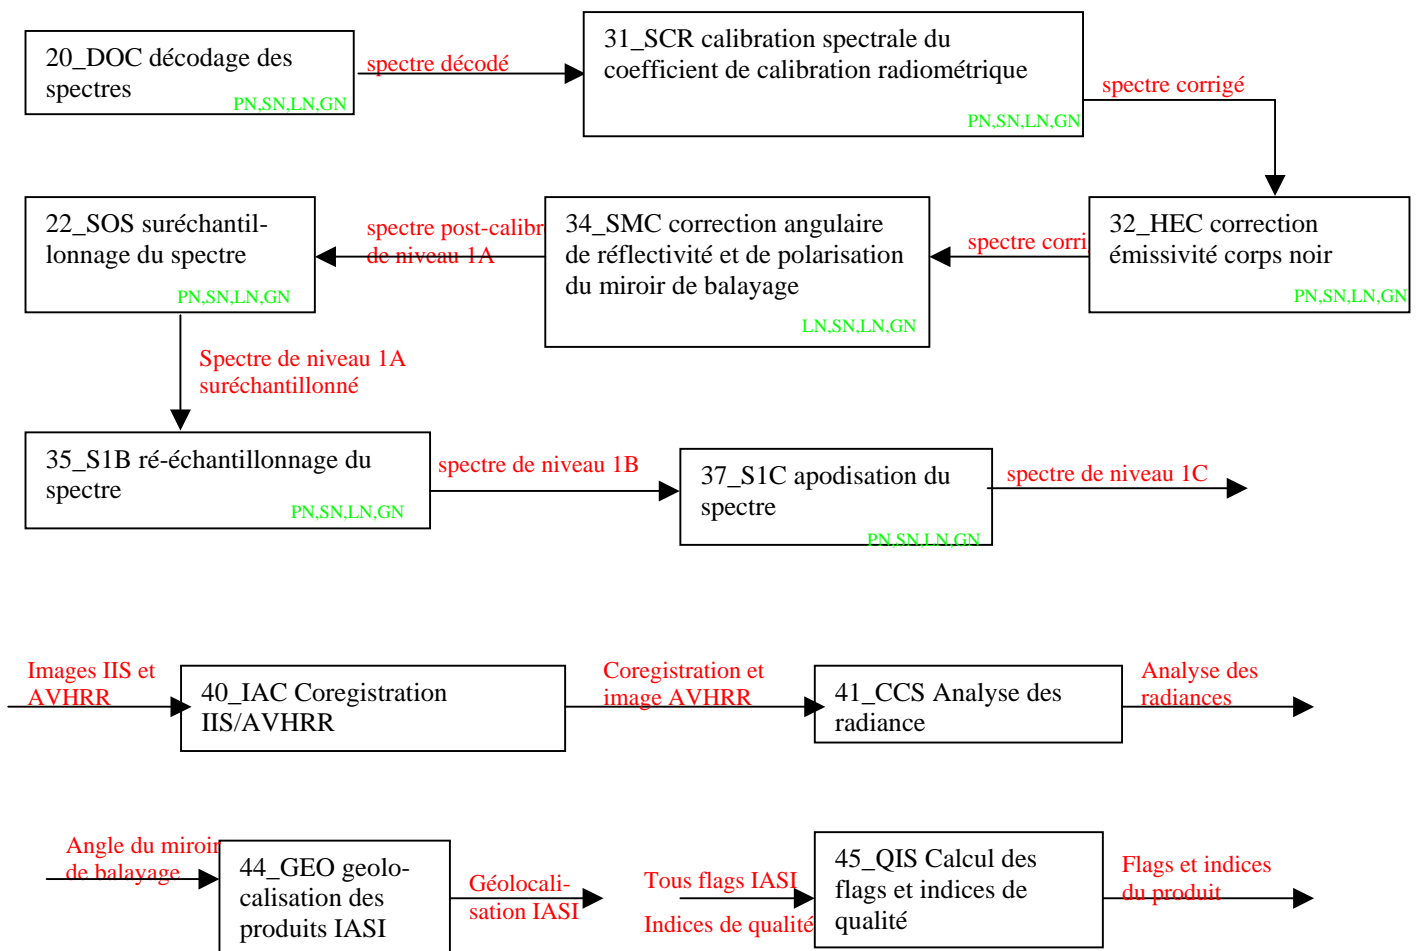 20_DOC décodage des
spectres
PN,SN,LN,GN
spectre décodé
31_SCR calibration spectrale du
coefficient de calibration radiométrique
PN,SN,LN,GN
spectre corrigé
32_HEC correction
émissivité corps noir
PN,SN,LN,GN
spectre corri
34_SMC correction angulaire
de réflectivité et de polarisation
du miroir de balayage
LN,SN,LN,GN
spectre post-calibr
de niveau 1A
22_SOS suréchantil-
lonnage du spectre
PN,SN,LN,GN
Spectre de niveau 1A
suréchantillonné
35_S1B ré-échantillonnage du
spectre
PN,SN,LN,GN
spectre de niveau 1B
37_S1C apodisation du
spectre
PN,SN,LN,GN
spectre de niveau 1C
Images IIS et
AVHRR
40_IAC Coregistration
IIS/AVHRR
Coregistration et
image AVHRR
41_CCS Analyse des
radiance
Analyse des
radiances
Angle du miroir
de balayage
44_GEO geolo-
calisation des
produits IASI
Géolocali-
sation IASI
Tous flags IASI
Indices de qualité
45_QIS Calcul des
flags et indices de
qualité
Flags et indices
du produit